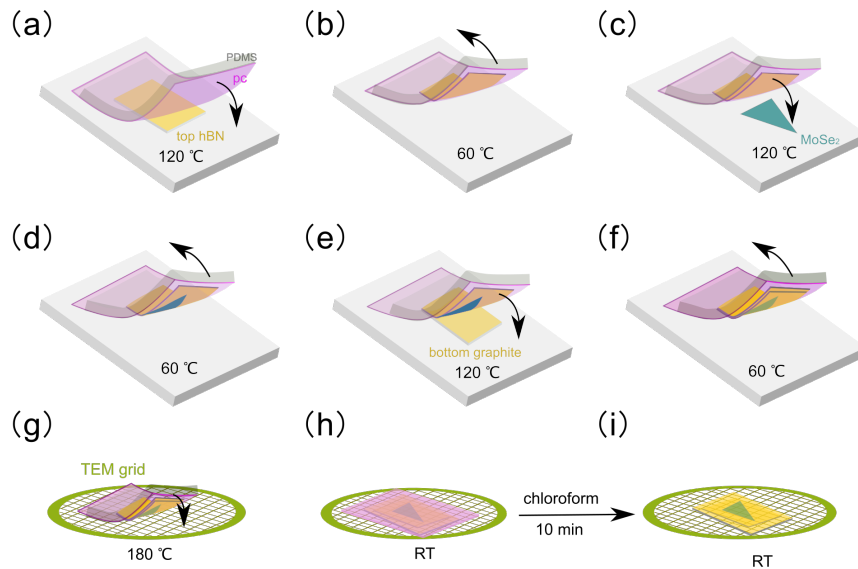 (a)
(b)
(c)
PDMS
pc
top hBN
120 ℃
60 ℃
MoSe₂
120 ℃
(d)
(e)
(f)
60 ℃
bottom graphite
120 ℃
60 ℃
(g)
(h)
(i)
TEM grid
180 ℃
RT
chloroform
10 min
RT